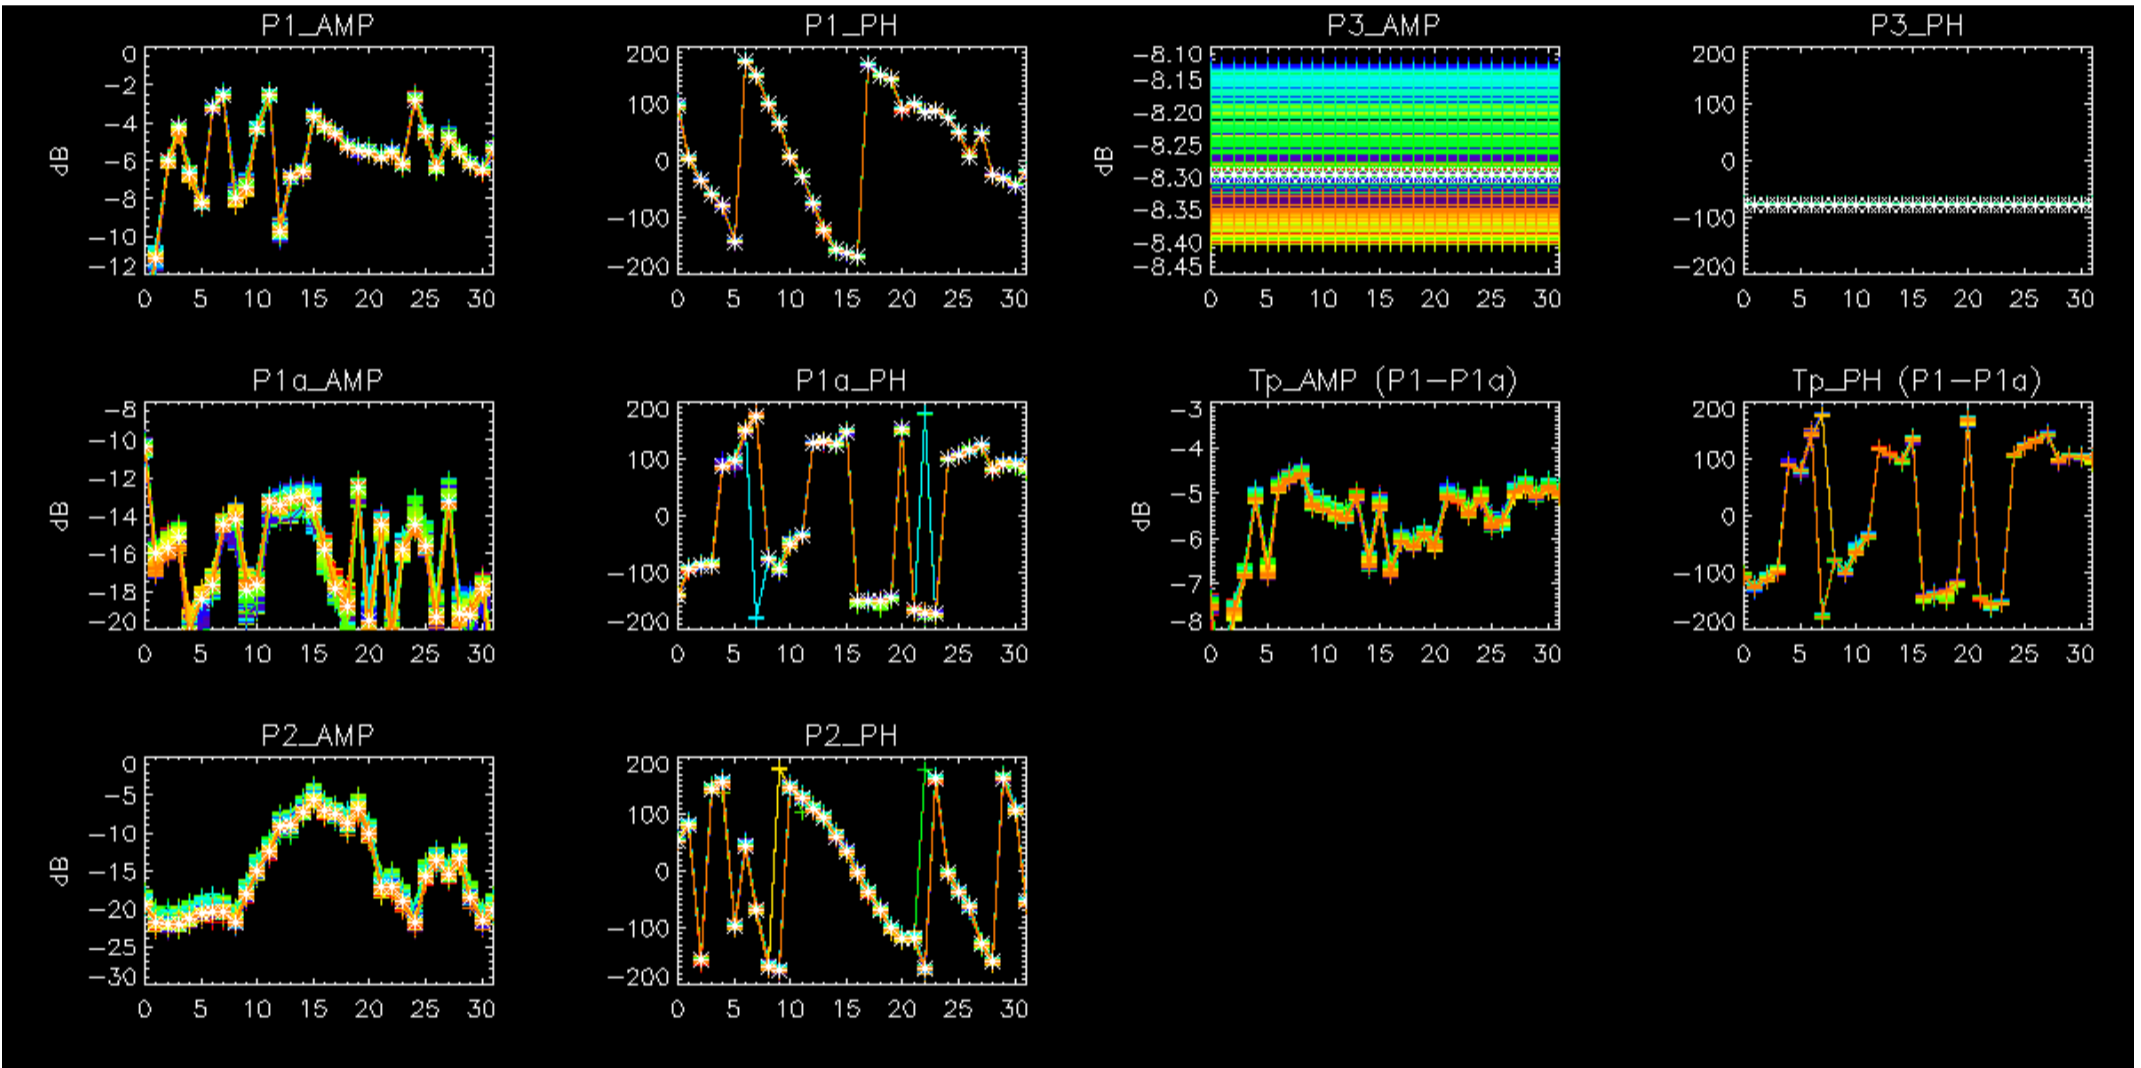 P1_AMP
P1_PH
P3_AMP
P3_PH
0
−2
−4
−6
−8
−10
−12
dB
0 5 10 15 20 25 30
200
100
0
−100
−200
0 5 10 15 20 25 30
−8.10
−8.15
−8.20
−8.25
−8.30
−8.35
−8.40
−8.45
dB
0 5 10 15 20 25 30
200
100
0
−100
−200
0 5 10 15 20 25 30
P1a_AMP
P1a_PH
Tp_AMP (P1−P1a)
Tp_PH (P1−P1a)
−8
−10
−12
−14
−16
−18
−20
dB
0 5 10 15 20 25 30
200
100
0
−100
−200
0 5 10 15 20 25 30
−3
−4
−5
−6
−7
−8
dB
0 5 10 15 20 25 30
200
100
0
−100
−200
0 5 10 15 20 25 30
P2_AMP
P2_PH
0
−5
−10
−15
−20
−25
−30
dB
0 5 10 15 20 25 30
200
100
0
−100
−200
0 5 10 15 20 25 30